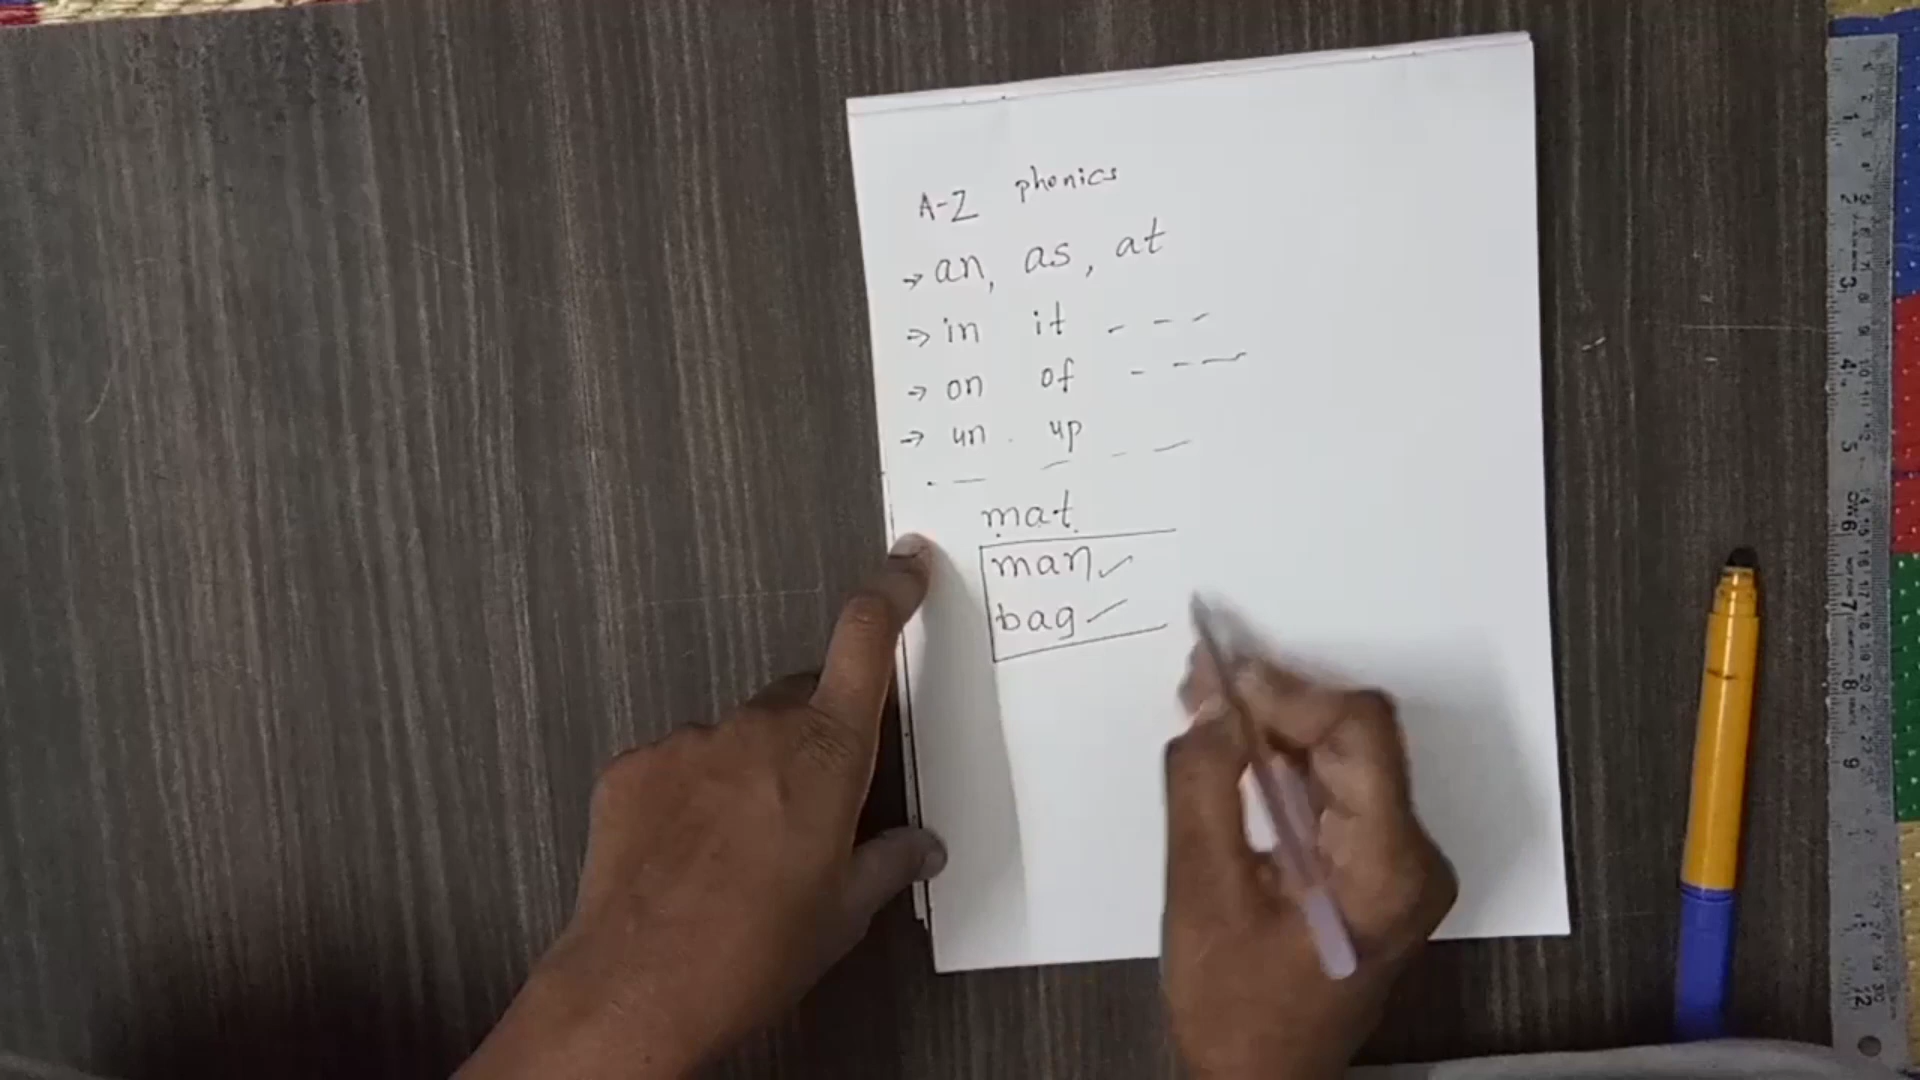 A-Z phonics
→ an, as, at
→ in it - - -
→ on of - - -
→ un . up
. - - - -
mat
man ✓
bag ✓